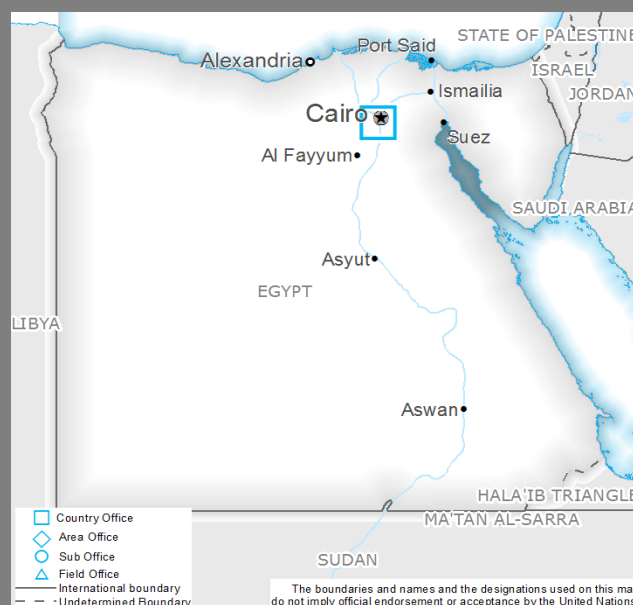 STATE OF PALESTINE
Port Said
Alexandria
ISRAEL
Ismailia
JORDAN
Cairo
Suez
Al Fayyum
SAUDI ARABIA
Asyut
EGYPT
LIBYA
Aswan
HALA'IB TRIANGLE
MA'TAN AL-SARRA
SUDAN
Country Office
Area Office
Sub Office
Field Office
International boundary
Undetermined Boundary
The boundaries and names and the designations used on this ma
do not imply official endorsement or acceptance by the United Nations